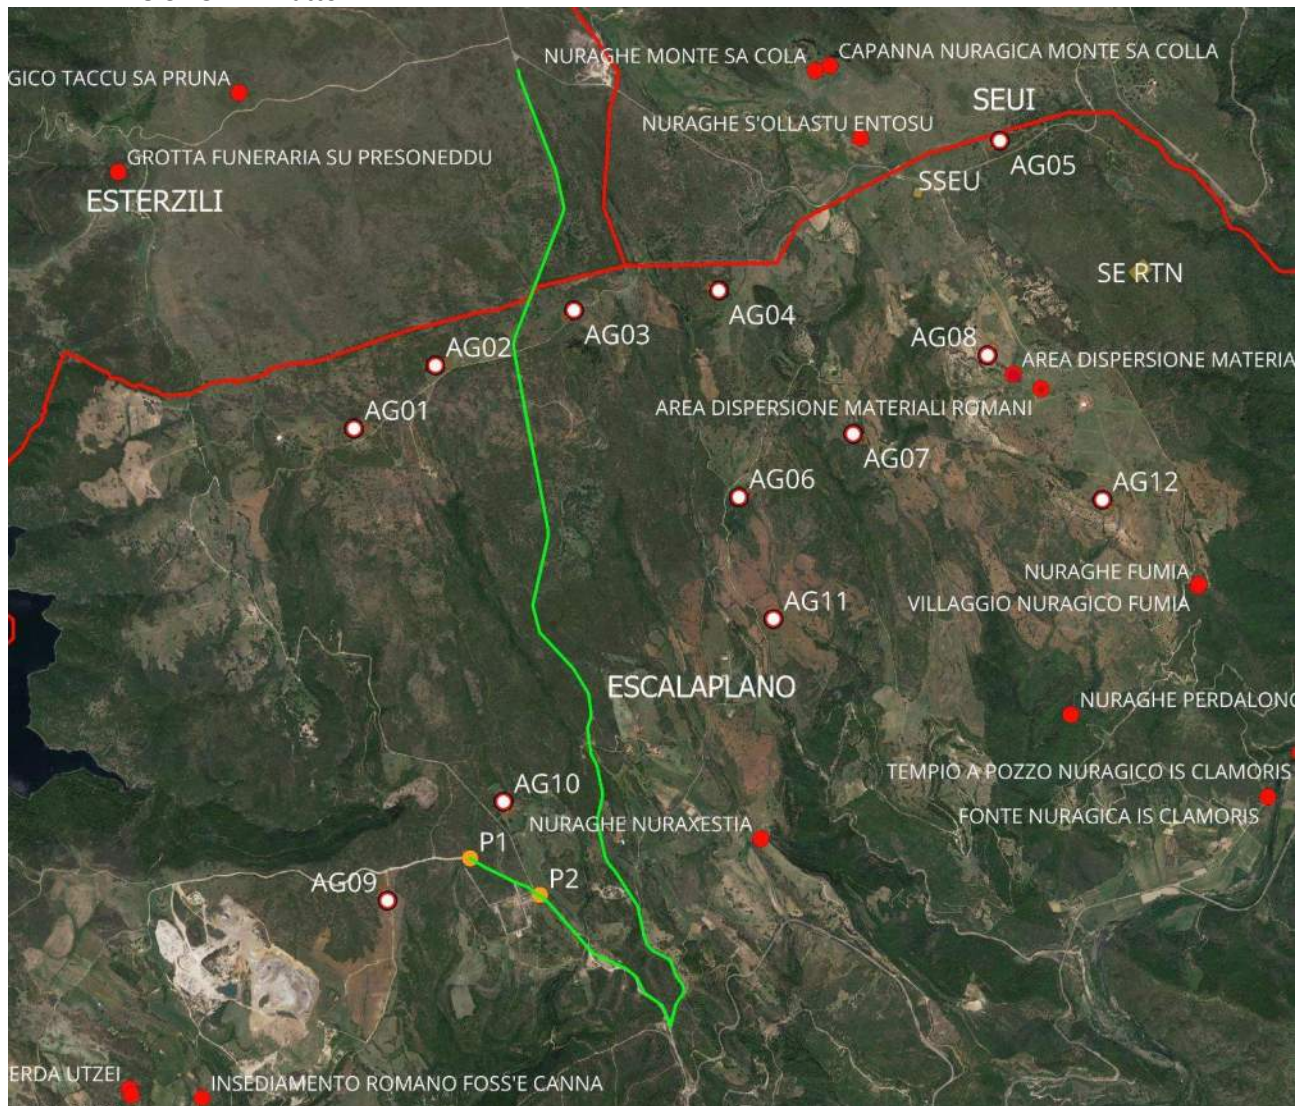 NURAGHE MONTE SA COLA
CAPANNA NURAGICA MONTE SA COLLA
GICO TACCU SA PRUNA
SEUI
NURAGHE S'OLLASTU ENTOSU
GROTTA FUNERARIA SU PRESONEDDU
AG05
ESTERZILI
SSEU
SE RTN
AG04
AG03
AG02
AG08
AREA DISPERSIONE MATERIA
AG01
AREA DISPERSIONE MATERIALI ROMANI
AG07
AG06
AG12
NURAGHE FUMIA
VILLAGGIO NURAGICO FUMIA
AG11
ESCALAPLANO
NURAGHE PERDALONG
TEMPIO A POZZO NURAGICO IS CLAMORIS
AG10
FONTE NURAGICA IS CLAMORIS
NURAGHE NURAXESTIA
P1
P2
AG09
ERDA UTZEI
INSEDIAMENTO ROMANO FOSS'E CANNA